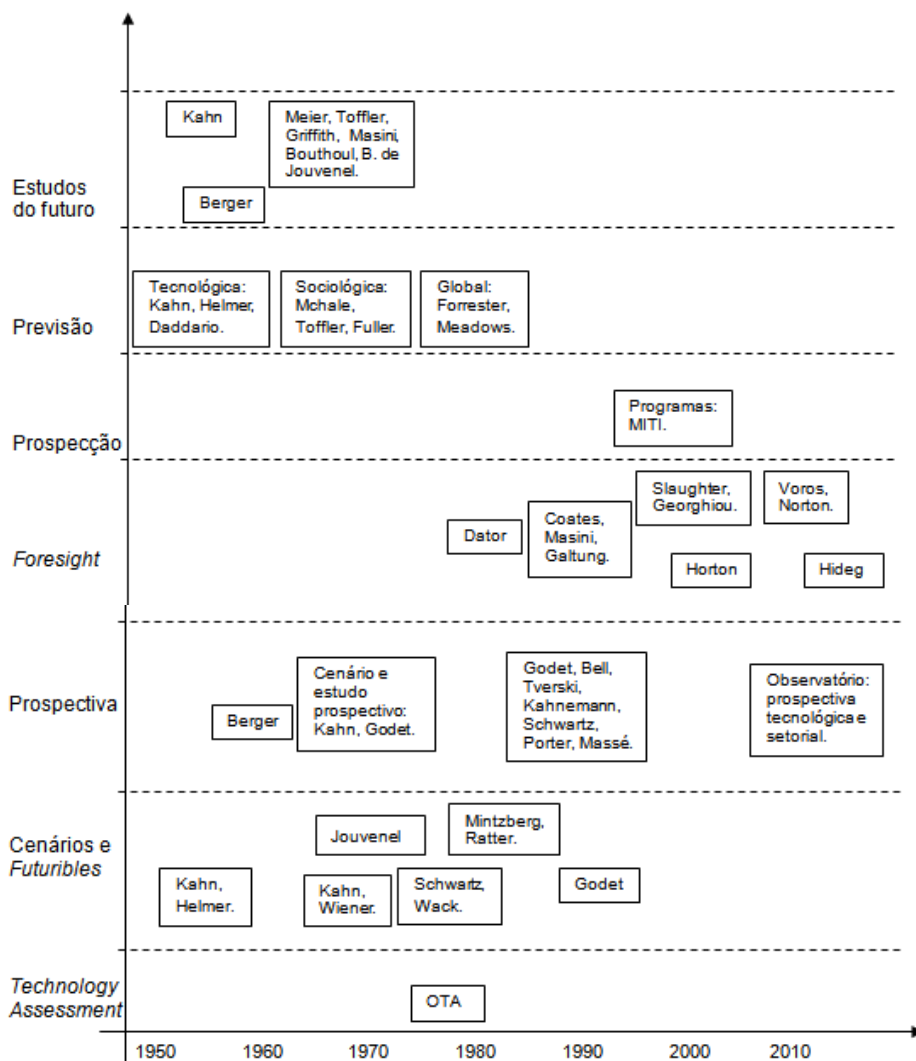 Kahn
Meier, Toffler,
Griffith, Masini,
Bouthoul, B. de
Jouvenel.
Estudos
do futuro
Berger
Previsão
Tecnológica:
Kahn, Helmer,
Daddario.
Sociológica:
Mchale,
Toffler, Fuller.
Global:
Forrester,
Meadows.
Prospecção
Programas:
MITI.
Foresight
Dator
Coates,
Masini,
Galtung.
Slaughter,
Georghiou.
Horton
Voros,
Norton.
Hideg
Prospectiva
Berger
Cenário e
estudo
prospectivo:
Kahn, Godet.
Godet, Bell,
Tverski,
Kahnemann,
Schwartz,
Porter, Massé.
Observatório:
prospectiva
tecnológica e
setorial.
Cenários e
Futuribles
Kahn,
Helmer.
Jouvenel
Kahn,
Wiener.
Mintzberg,
Ratter.
Schwartz,
Wack.
Godet
Technology
Assessment
OTA
1950 1960 1970 1980 1990 2000 2010